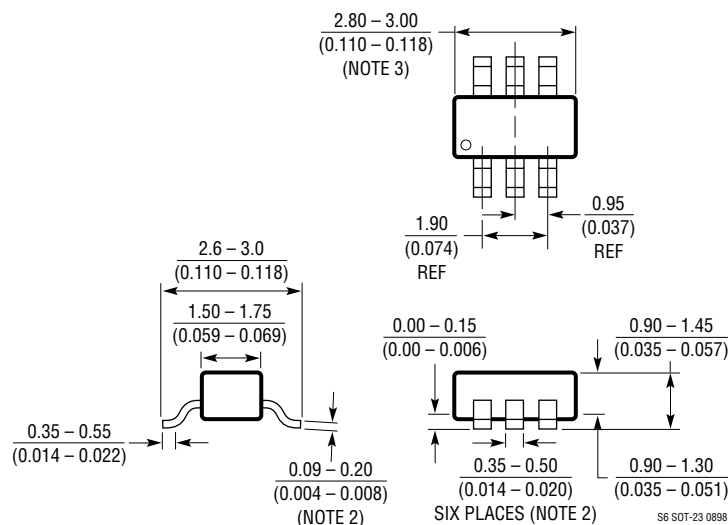 2.80 – 3.00
(0.110 – 0.118)
(NOTE 3)
1.90
(0.074)
REF
0.95
(0.037)
REF
2.6 – 3.0
(0.110 – 0.118)
1.50 – 1.75
(0.059 – 0.069)
0.35 – 0.55
(0.014 – 0.022)
0.09 – 0.20
(0.004 – 0.008)
(NOTE 2)
0.00 – 0.15
(0.00 – 0.006)
0.90 – 1.45
(0.035 – 0.057)
0.35 – 0.50
(0.014 – 0.020)
SIX PLACES (NOTE 2)
0.90 – 1.30
(0.035 – 0.051)
S6 SOT-23 0898